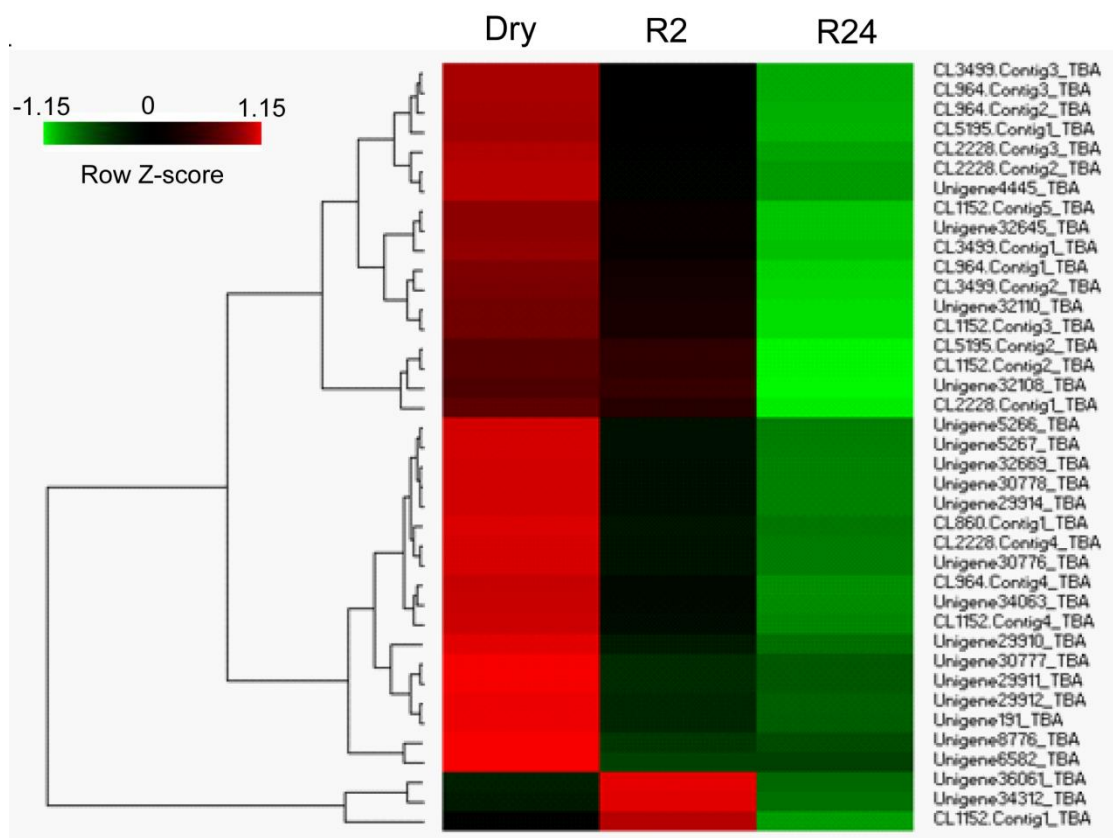 Dry R2 R24
-1.15 0 1.15
Row Z-score
CL3499.Contig3_TBA
CL964.Contig3_TBA
CL964.Contig2_TBA
CL5195.Contig1_TBA
CL2228.Contig3_TBA
CL2228.Contig2_TBA
Unigene4445_TBA
CL1152.Contig5_TBA
Unigene32645_TBA
CL3499.Contig1_TBA
CL964.Contig1_TBA
CL3499.Contig2_TBA
Unigene32110_TBA
CL1152.Contig3_TBA
CL5195.Contig2_TBA
CL1152.Contig2_TBA
Unigene32108_TBA
CL2228.Contig1_TBA
Unigene5266_TBA
Unigene5267_TBA
Unigene32669_TBA
Unigene30778_TBA
Unigene29914_TBA
CL860.Contig1_TBA
CL2228.Contig4_TBA
Unigene30776_TBA
CL964.Contig4_TBA
Unigene34063_TBA
CL1152.Contig4_TBA
Unigene29910_TBA
Unigene30777_TBA
Unigene29911_TBA
Unigene29912_TBA
Unigene191_TBA
Unigene8776_TBA
Unigene6582_TBA
Unigene36061_TBA
Unigene34312_TBA
CL1152.Contig1_TBA